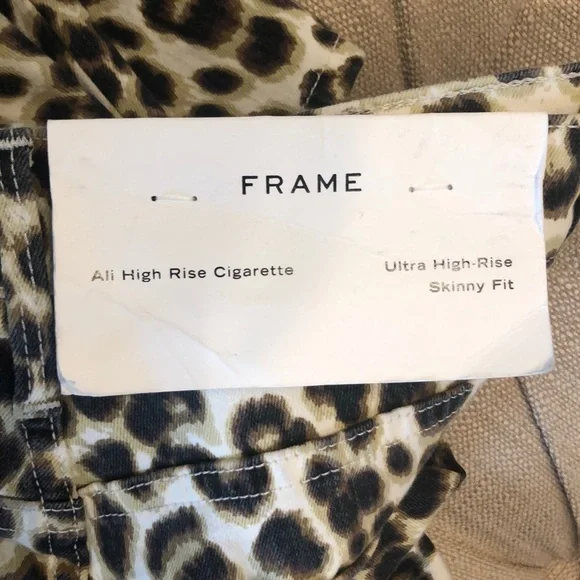 FRAME
Ali High Rise Cigarette
Ultra High-Rise
Skinny Fit